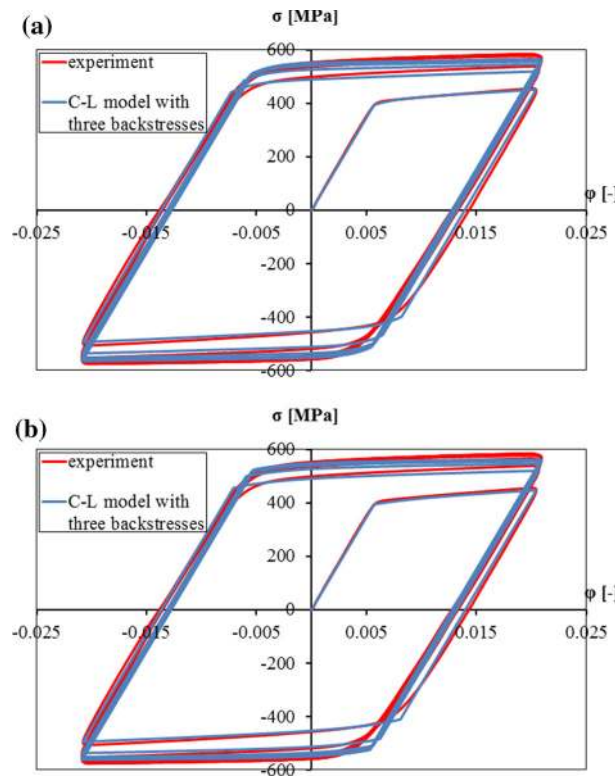 (a)
σ [MPa]
600
experiment
C-L model with
three backstresses
400
200
0
φ [-]
-0.025
-0.015
-0.005
0.005
0.015
0.025
-200
-400
-600
(b)
σ [MPa]
600
experiment
C-L model with
three backstresses
400
200
0
φ [-]
-0.025
-0.015
-0.005
0.005
0.015
0.025
-200
-400
-600